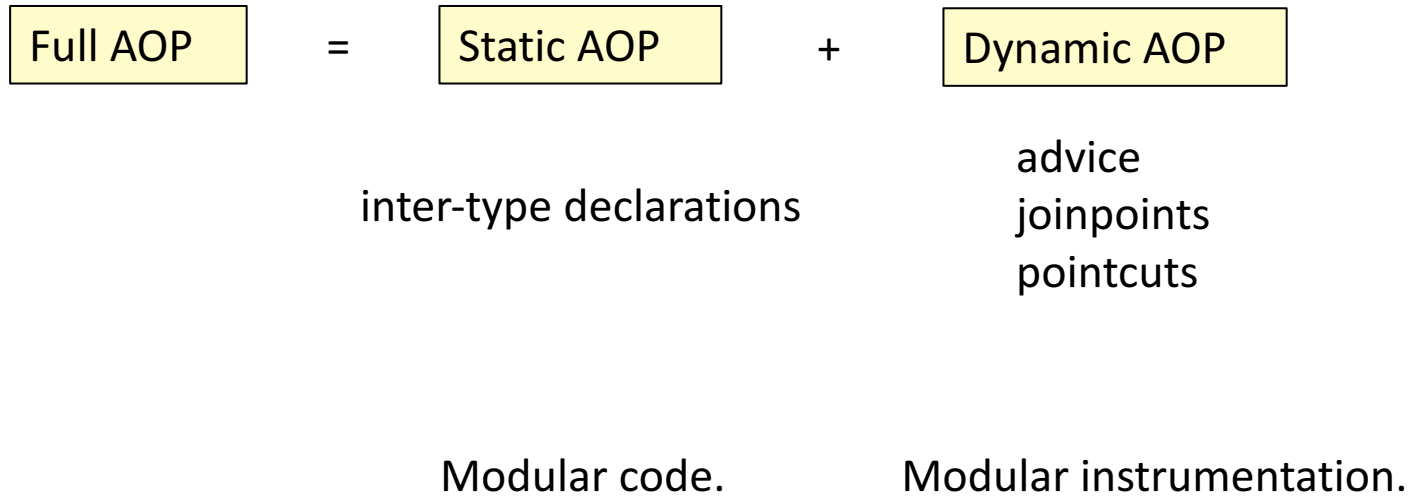 Full AOP = Static AOP + Dynamic AOP
inter-type declarations
advice
joinpoints
pointcuts
Modular code. Modular instrumentation.